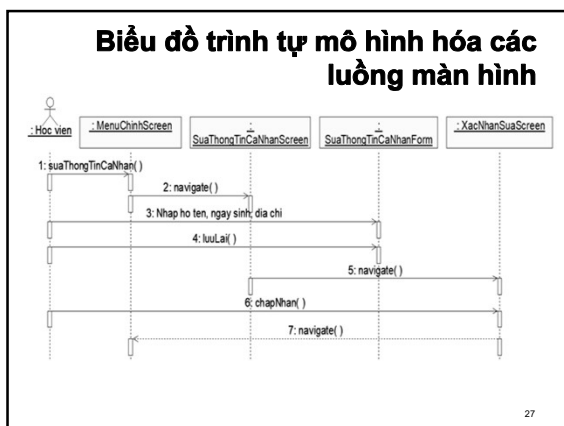 Biểu đồ trình tự mô hình hóa các
luồng màn hình
: Hoc vien
: MenuChinhScreen
:
SuaThongTinCaNhanScreen
:
SuaThongTinCaNhanForm
: XacNhanSuaScreen
1: suaThongTinCaNhan( )
2: navigate( )
3: Nhap ho ten, ngay sinh, dia chi
4: luuLai( )
5: navigate( )
6: chapNhan( )
7: navigate( )
27